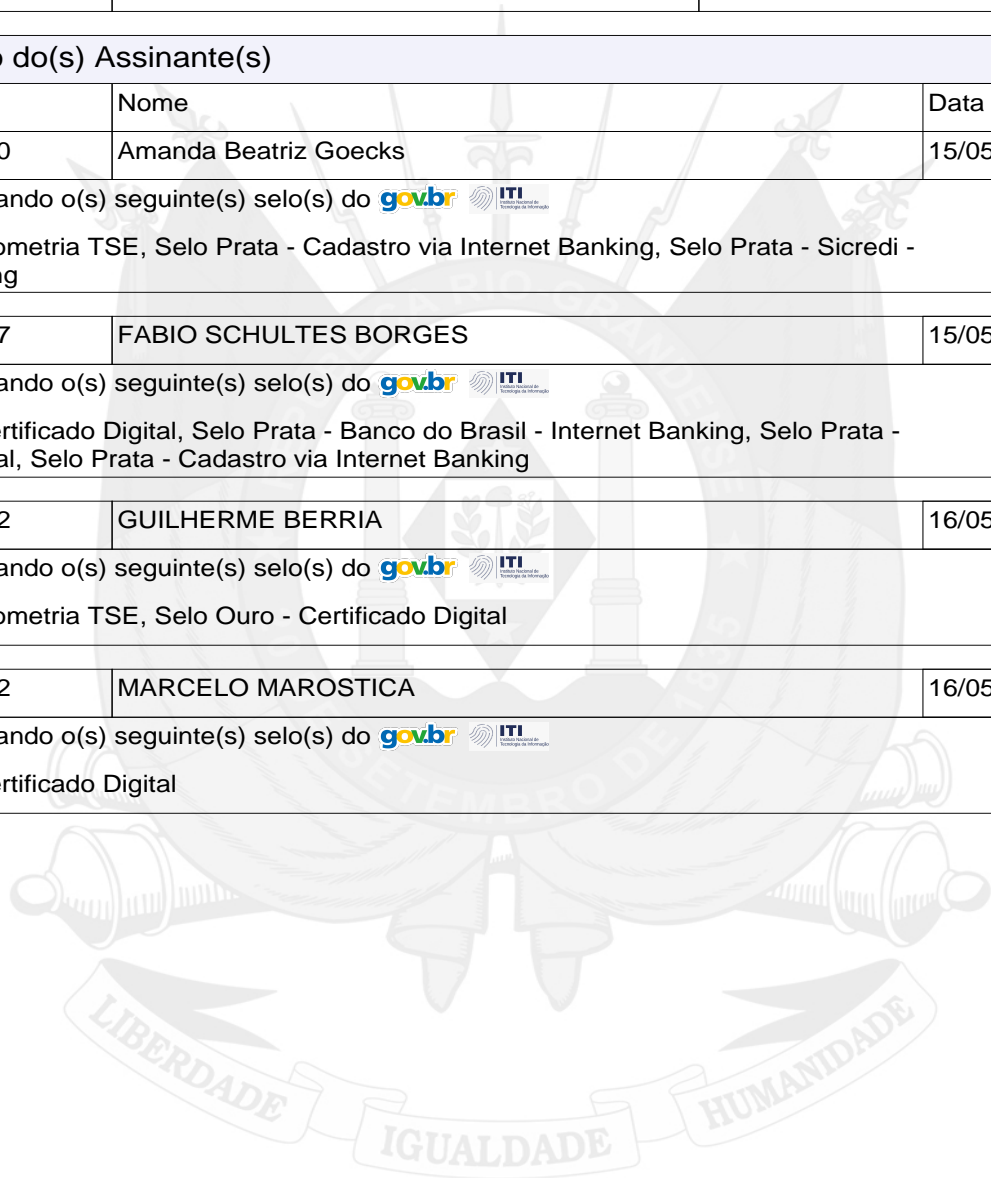 o do(s) Assinante(s)
Nome Data
0 Amanda Beatriz Goecks 15/05
ando o(s) seguinte(s) selo(s) do gov.br ITI
ometria TSE, Selo Prata - Cadastro via Internet Banking, Selo Prata - Sicredi -
ng
7 FABIO SCHULTES BORGES 15/05
ando o(s) seguinte(s) selo(s) do gov.br ITI
ertificado Digital, Selo Prata - Banco do Brasil - Internet Banking, Selo Prata -
al, Selo Prata - Cadastro via Internet Banking
2 GUILHERME BERRIA 16/05
ando o(s) seguinte(s) selo(s) do gov.br ITI
ometria TSE, Selo Ouro - Certificado Digital
2 MARCELO MAROSTICA 16/05
ando o(s) seguinte(s) selo(s) do gov.br ITI
ertificado Digital
LIBERDADE IGUALDADE HUMANIDADE